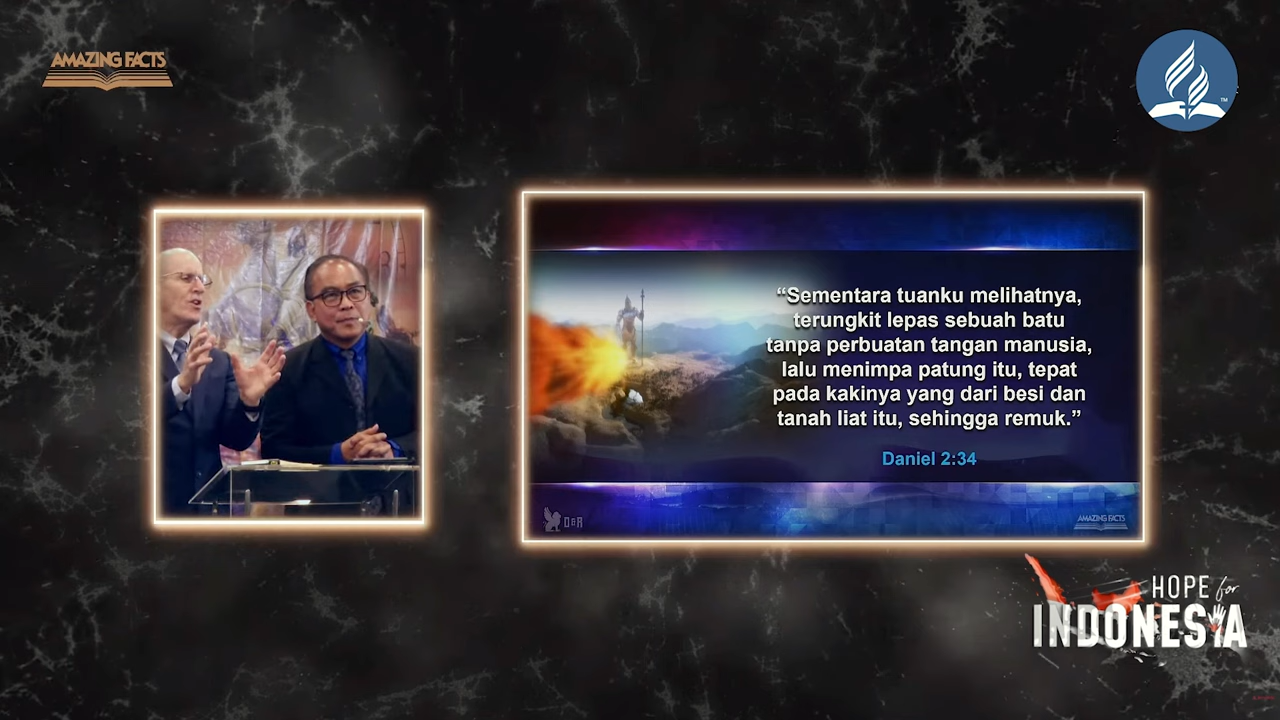 AMAZING FACTS
“Sementara tuanku melihatnya,
terungkit lepas sebuah batu
tanpa perbuatan tangan manusia,
lalu menimpa patung itu, tepat
pada kakinya yang dari besi dan
tanah liat itu, sehingga remuk.”
Daniel 2:34
D&R
AMAZING FACTS
HOPE for
INDONESIA